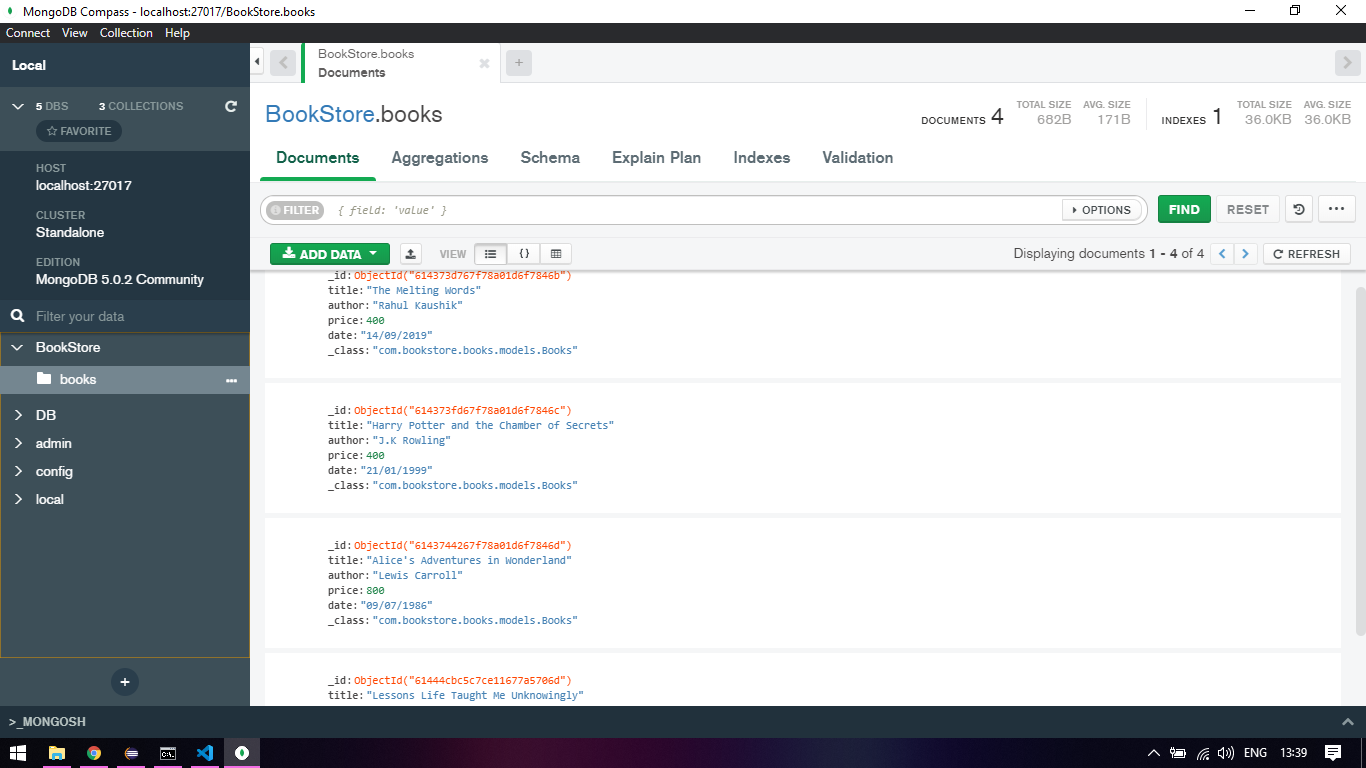 MongoDB Compass - localhost:27017/BookStore.books
Connect View Collection Help
Local
5 DBS 3 COLLECTIONS
FAVORITE
HOST
localhost:27017
CLUSTER
Standalone
EDITION
MongoDB 5.0.2 Community
Filter your data
BookStore
books
DB
admin
config
local
>_MONGOSH
BookStore.books
Documents
BookStore.books
DOCUMENTS 4 TOTAL SIZE 682B AVG. SIZE 171B INDEXES 1 TOTAL SIZE 36.0KB AVG. SIZE 36.0KB
Documents Aggregations Schema Explain Plan Indexes Validation
FILTER { field: 'value' } OPTIONS FIND RESET
ADD DATA VIEW {} Displaying documents 1 - 4 of 4 REFRESH
_id: ObjectId("614373d767f78a01d6f7846b")
title: "The Melting Words"
author: "Rahul Kaushik"
price: 400
date: "14/09/2019"
_class: "com.bookstore.books.models.Books"
_id: ObjectId("614373fd67f78a01d6f7846c")
title: "Harry Potter and the Chamber of Secrets"
author: "J.K Rowling"
price: 400
date: "21/01/1999"
_class: "com.bookstore.books.models.Books"
_id: ObjectId("6143744267f78a01d6f7846d")
title: "Alice's Adventures in Wonderland"
author: "Lewis Carroll"
price: 800
date: "09/07/1986"
_class: "com.bookstore.books.models.Books"
_id: ObjectId("61444cbc5c7ce11677a5706d")
title: "Lessons Life Taught Me Unknowingly"
ENG 13:39